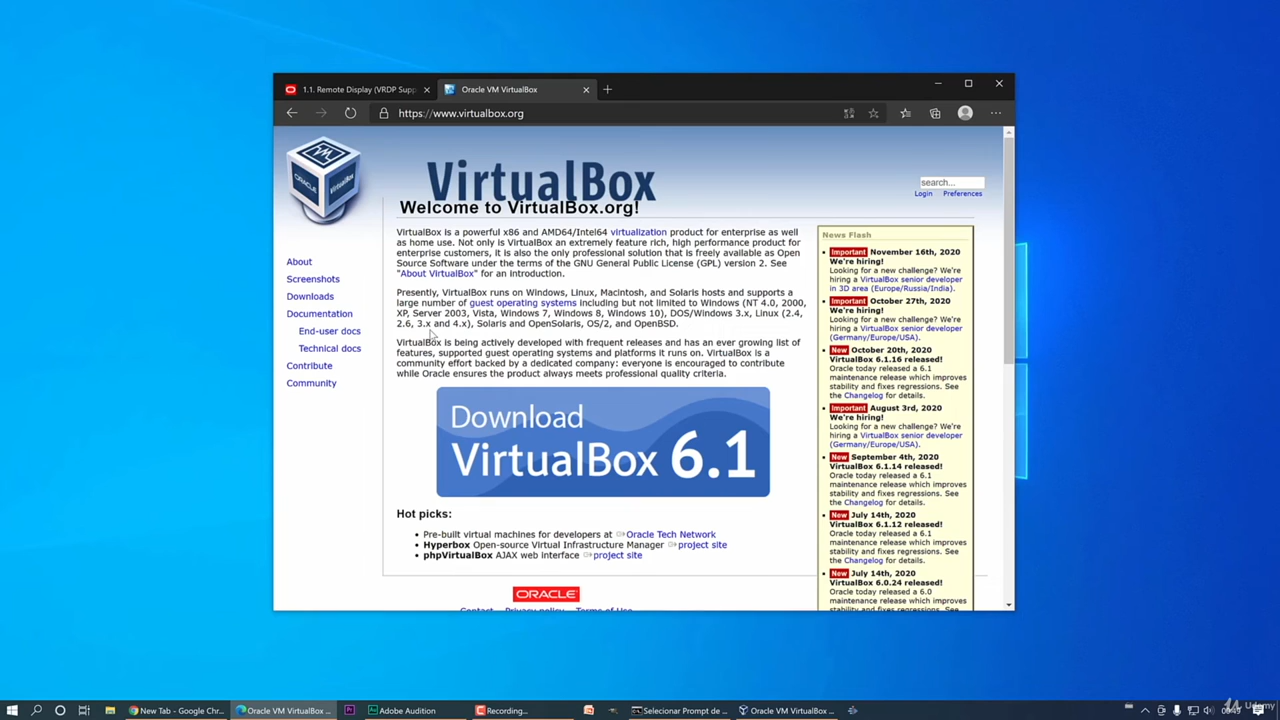 1.1. Remote Display (VRDP Supp
Oracle VM VirtualBox
https://www.virtualbox.org
VirtualBox
ORACLE
VirtualBox
search...
Login Preferences
Welcome to VirtualBox.org!
About
Screenshots
Downloads
Documentation
End-user docs
Technical docs
Contribute
Community
VirtualBox is a powerful x86 and AMD64/Intel64 virtualization product for enterprise as well
as home use. Not only is VirtualBox an extremely feature rich, high performance product for
enterprise customers, it is also the only professional solution that is freely available as Open
Source Software under the terms of the GNU General Public License (GPL) version 2. See
"About VirtualBox" for an introduction.
Presently, VirtualBox runs on Windows, Linux, Macintosh, and Solaris hosts and supports a
large number of guest operating systems including but not limited to Windows (NT 4.0, 2000,
XP, Server 2003, Vista, Windows 7, Windows 8, Windows 10), DOS/Windows 3.x, Linux (2.4,
2.6, 3.x and 4.x), Solaris and OpenSolaris, OS/2, and OpenBSD.
VirtualBox is being actively developed with frequent releases and has an ever growing list of
features, supported guest operating systems and platforms it runs on. VirtualBox is a
community effort backed by a dedicated company: everyone is encouraged to contribute
while Oracle ensures the product always meets professional quality criteria.
Download
VirtualBox 6.1
Hot picks:
• Pre-built virtual machines for developers at Oracle Tech Network
• Hyperbox Open-source Virtual Infrastructure Manager project site
• phpVirtualBox AJAX web interface project site
News Flash
• Important November 16th, 2020
We're hiring!
Looking for a new challenge? We're
hiring a VirtualBox senior developer
in 3D area (Europe/Russia/India).
• Important October 27th, 2020
We're hiring!
Looking for a new challenge? We're
hiring a VirtualBox senior developer
(Germany/Europe/USA).
• New October 20th, 2020
VirtualBox 6.1.16 released!
Oracle today released a 6.1
maintenance release which improves
stability and fixes regressions. See
the Changelog for details.
• Important August 3rd, 2020
We're hiring!
Looking for a new challenge? We're
hiring a VirtualBox senior developer
(Germany/Europe/USA).
• New September 4th, 2020
VirtualBox 6.1.14 released!
Oracle today released a 6.1
maintenance release which improves
stability and fixes regressions. See
the Changelog for details.
• New July 14th, 2020
VirtualBox 6.1.12 released!
Oracle today released a 6.1
maintenance release which improves
stability and fixes regressions. See
the Changelog for details.
• New July 14th, 2020
VirtualBox 6.0.24 released!
Oracle today released a 6.0
maintenance release which improves
ORACLE
Contact Privacy policy Terms of Use
New Tab - Google Chr...
Oracle VM VirtualBox ...
Adobe Audition
Recording...
Selecionar Prompt de ...
Oracle VM VirtualBox ...
Udemy